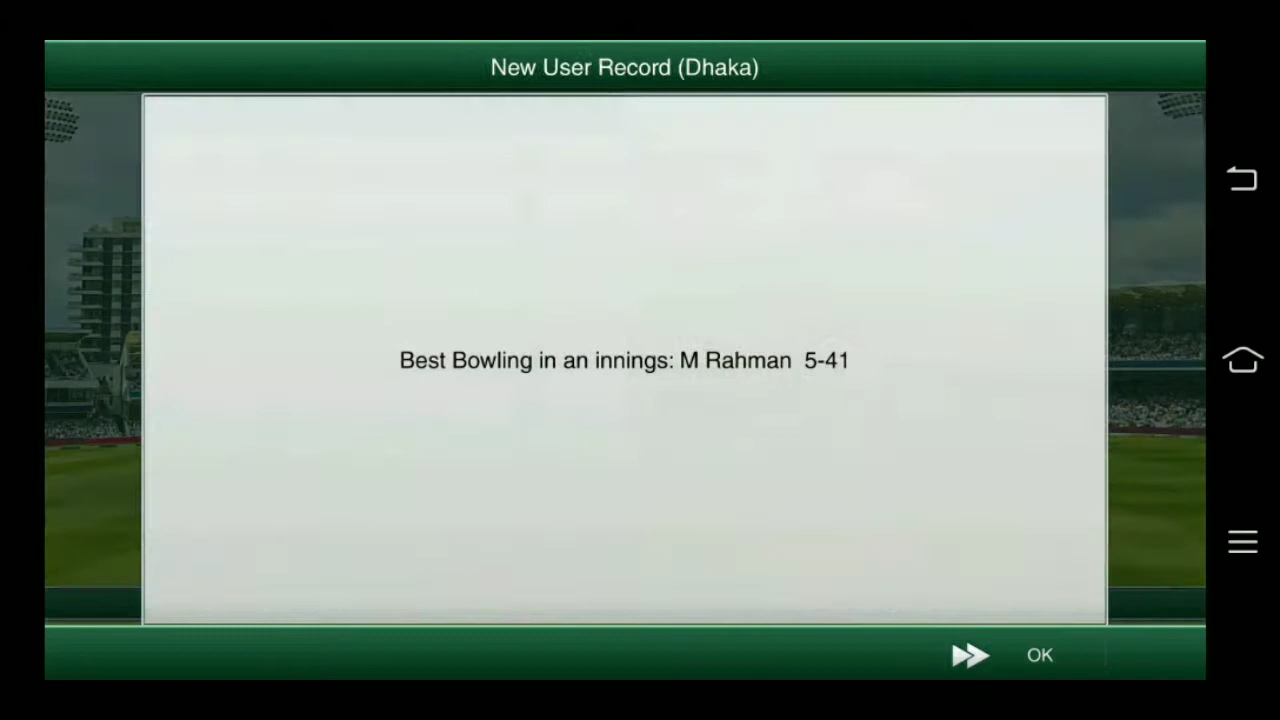 New User Record (Dhaka)
Best Bowling in an innings: M Rahman 5-41
OK